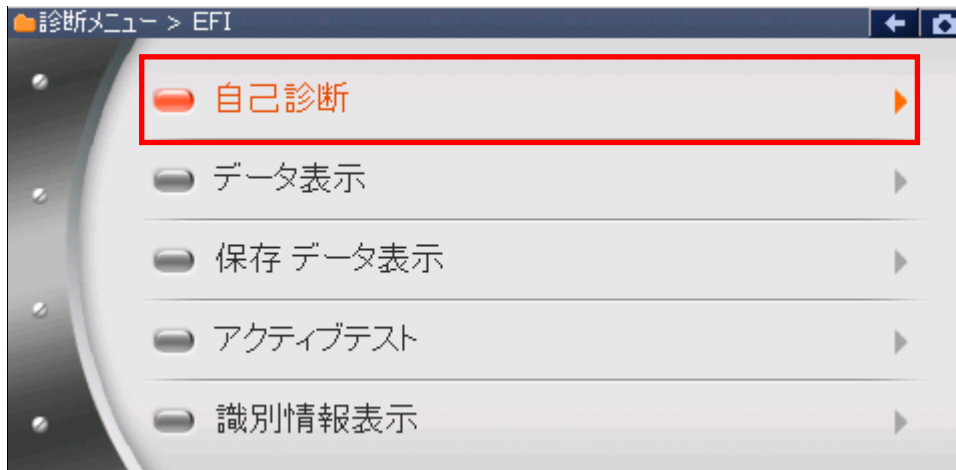 診断メニュー > EFI
自己診断
データ表示
保存 データ表示
アクティブテスト
識別情報表示